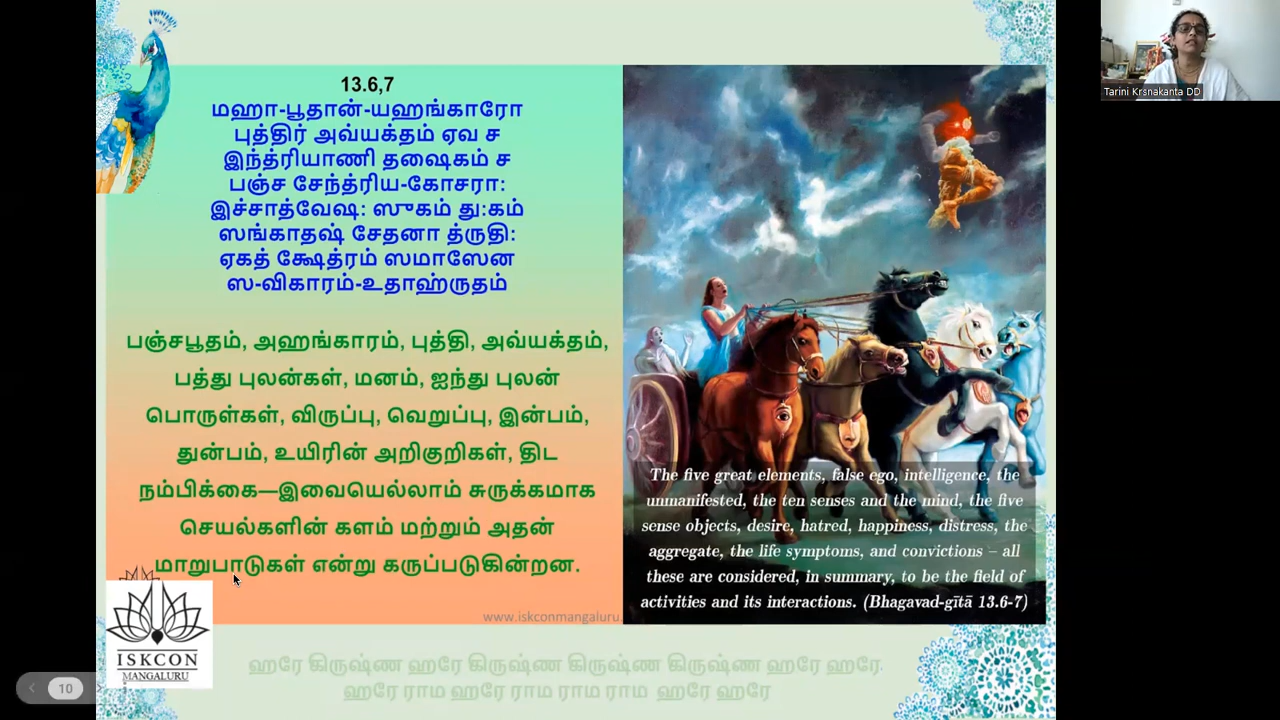 13.6,7
மஹா-பூதான்-யஹங்காரோ
புத்திர் அவ்யக்தம் ஏவ ச
இந்த்ரியாணி தஷைகம் ச
பஞ்ச சேந்த்ரிய-கோசரா:
இச்சாத்வேஷ: ஸுகம் து:கம்
ஸங்காதஷ் சேதனா த்ருதி:
ஏகத் க்ஷேத்ரம் ஸமாஸேன
ஸ-விகாரம்-உதாஹ்ருதம்
பஞ்சபூதம், அஹங்காரம், புத்தி, அவ்யக்தம்,
பத்து புலன்கள், மனம், ஐந்து புலன்
பொருள்கள், விருப்பு, வெறுப்பு, இன்பம்,
துன்பம், உயிரின் அறிகுறிகள், திட
நம்பிக்கை—இவையெல்லாம் சுருக்கமாக
செயல்களின் களம் மற்றும் அதன்
மாறுபாடுகள் என்று கருப்படுகின்றன.
www.iskconmangaluru.
The five great elements, false ego, intelligence, the
unmanifested, the ten senses and the mind, the five
sense objects, desire, hatred, happiness, distress, the
aggregate, the life symptoms, and convictions – all
these are considered, in summary, to be the field of
activities and its interactions. (Bhagavad-gītā 13.6-7)
Tarini Krsnakanta DD
ISKCON
MANGALURU
ஹரே கிருஷ்ண ஹரே கிருஷ்ண கிருஷ்ண கிருஷ்ண ஹரே ஹரே
ஹரே ராம ஹரே ராம ராம ராம ஹரே ஹரே
10